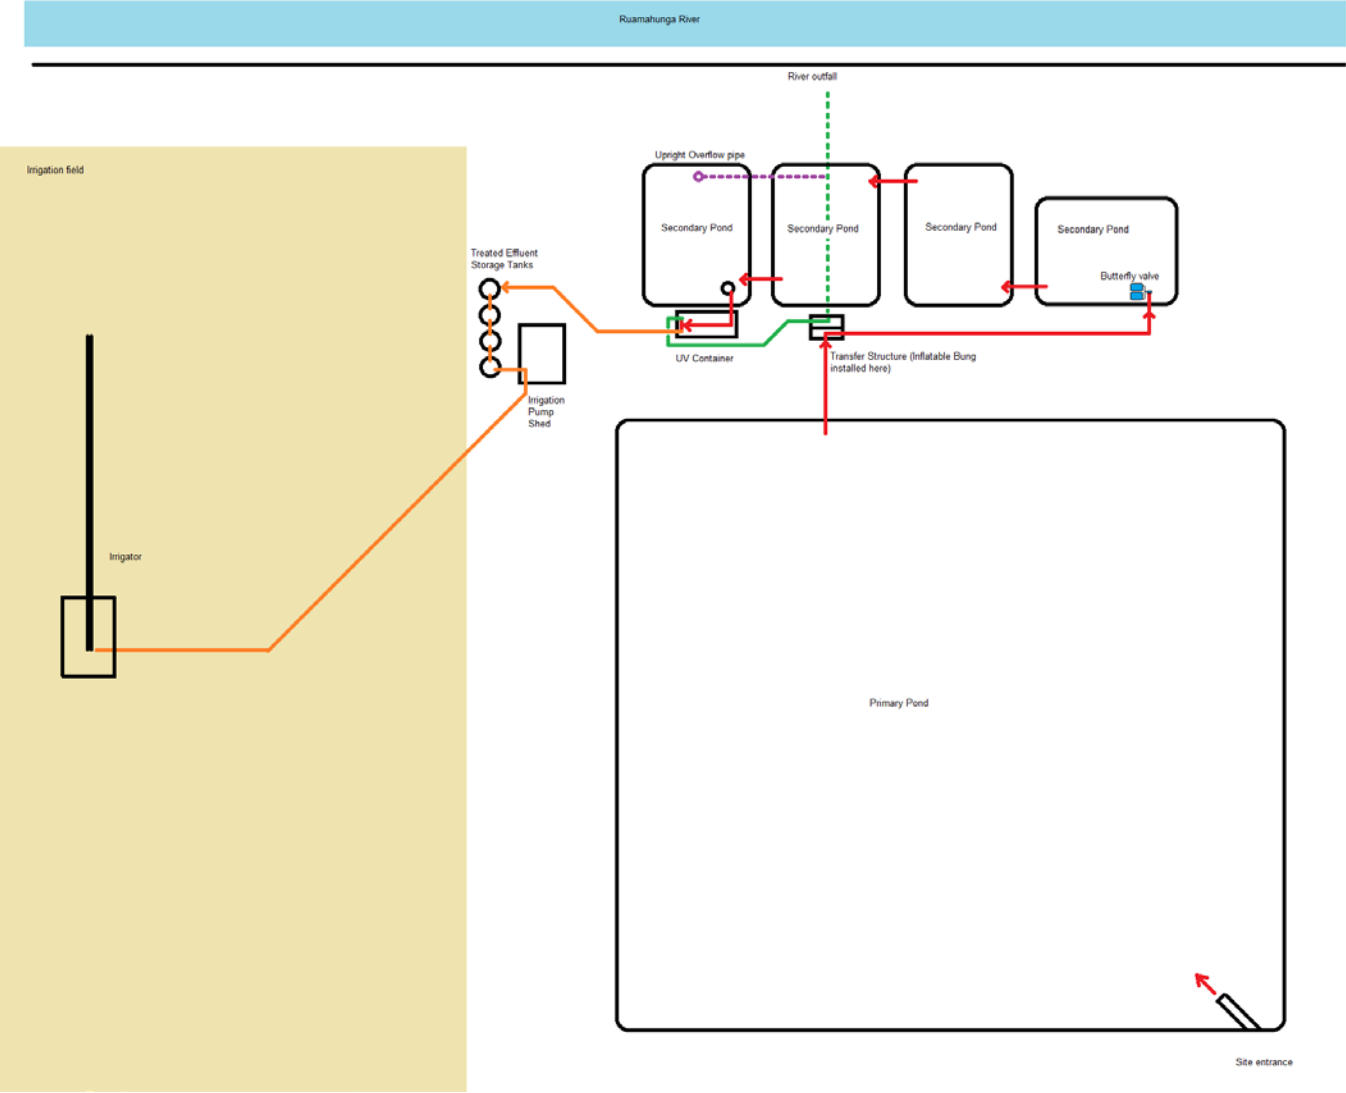 Ruamahunga River
River outfall
Upright Overflow pipe
Irrigation field
Secondary Pond
Secondary Pond
Secondary Pond
Secondary Pond
Treated Effluent
Storage Tanks
Butterfly valve
UV Container
Transfer Structure (Inflatable Bung
installed here)
Irrigation
Pump
Shed
Irrigator
Primary Pond
Site entrance